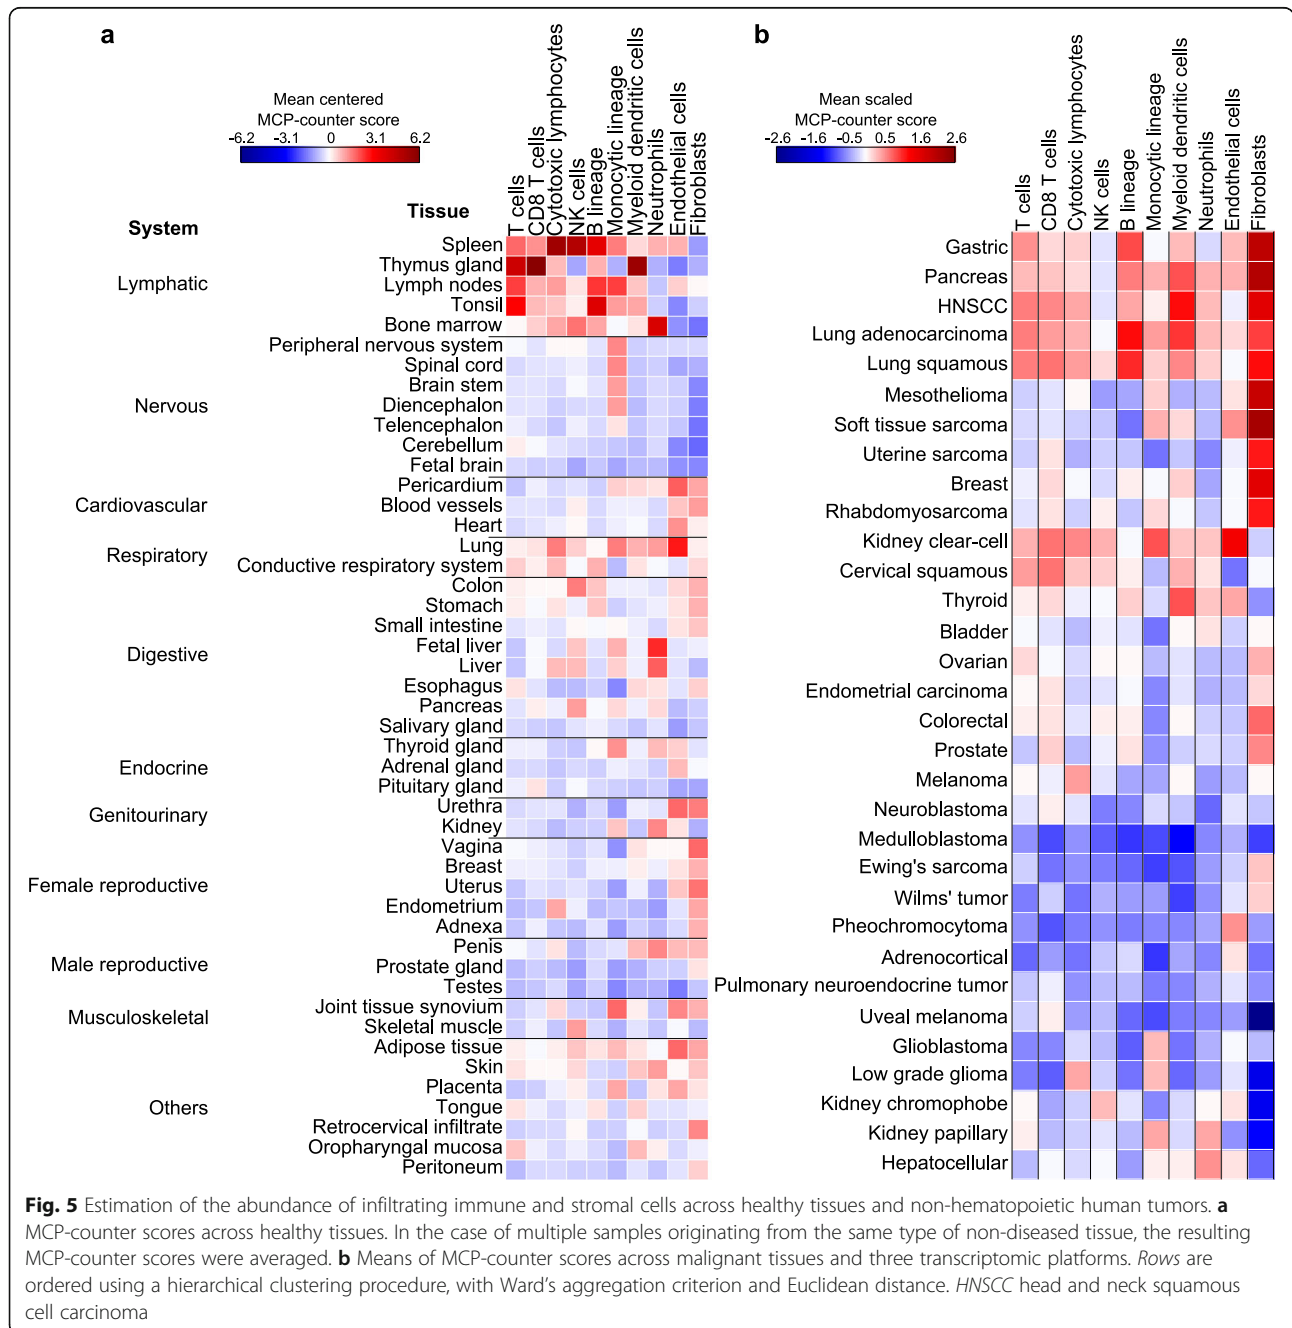 a
Mean centered
MCP-counter score
-6.2 -3.1 0 3.1 6.2
System
Tissue
T cells
CD8 T cells
Cytotoxic lymphocytes
NK cells
B lineage
Monocytic lineage
Myeloid dendritic cells
Neutrophils
Endothelial cells
Fibroblasts
Lymphatic
Spleen
Thymus gland
Lymph nodes
Tonsil
Bone marrow
Nervous
Peripheral nervous system
Spinal cord
Brain stem
Diencephalon
Telencephalon
Cerebellum
Fetal brain
Cardiovascular
Pericardium
Blood vessels
Heart
Respiratory
Lung
Conductive respiratory system
Digestive
Colon
Stomach
Small intestine
Fetal liver
Liver
Esophagus
Pancreas
Salivary gland
Endocrine
Thyroid gland
Adrenal gland
Pituitary gland
Genitourinary
Urethra
Kidney
Female reproductive
Vagina
Breast
Uterus
Endometrium
Adnexa
Male reproductive
Penis
Prostate gland
Testes
Musculoskeletal
Joint tissue synovium
Skeletal muscle
Others
Adipose tissue
Skin
Placenta
Tongue
Retrocervical infiltrate
Oropharyngal mucosa
Peritoneum
b
Mean scaled
MCP-counter score
-2.6 -1.6 -0.5 0.5 1.6 2.6
T cells
CD8 T cells
Cytotoxic lymphocytes
NK cells
B lineage
Monocytic lineage
Myeloid dendritic cells
Neutrophils
Endothelial cells
Fibroblasts
Gastric
Pancreas
HNSCC
Lung adenocarcinoma
Lung squamous
Mesothelioma
Soft tissue sarcoma
Uterine sarcoma
Breast
Rhabdomyosarcoma
Kidney clear-cell
Cervical squamous
Thyroid
Bladder
Ovarian
Endometrial carcinoma
Colorectal
Prostate
Melanoma
Neuroblastoma
Medulloblastoma
Ewing's sarcoma
Wilms' tumor
Pheochromocytoma
Adrenocortical
Pulmonary neuroendocrine tumor
Uveal melanoma
Glioblastoma
Low grade glioma
Kidney chromophobe
Kidney papillary
Hepatocellular
Fig. 5 Estimation of the abundance of infiltrating immune and stromal cells across healthy tissues and non-hematopoietic human tumors. a
MCP-counter scores across healthy tissues. In the case of multiple samples originating from the same type of non-diseased tissue, the resulting
MCP-counter scores were averaged. b Means of MCP-counter scores across malignant tissues and three transcriptomic platforms. Rows are
ordered using a hierarchical clustering procedure, with Ward's aggregation criterion and Euclidean distance. HNSCC head and neck squamous
cell carcinoma